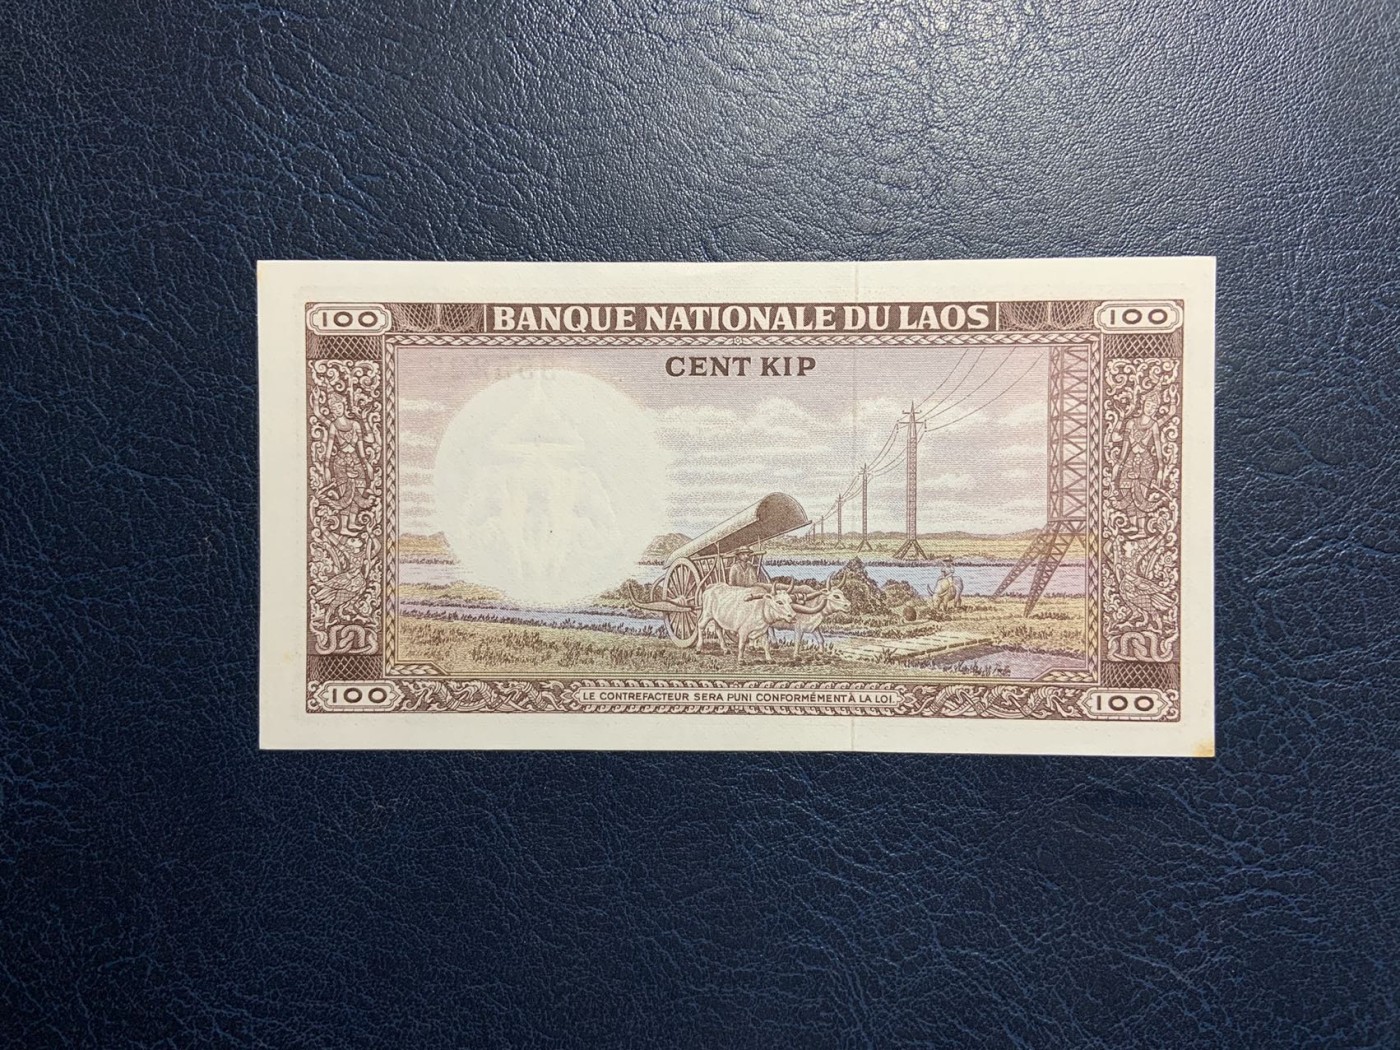 100 BANQUE NATIONALE DU LAOS 100
CENT KIP
100 LE CONTREFACTEUR SERA PUNI CONFORMÉMENT À LA LOI. 100